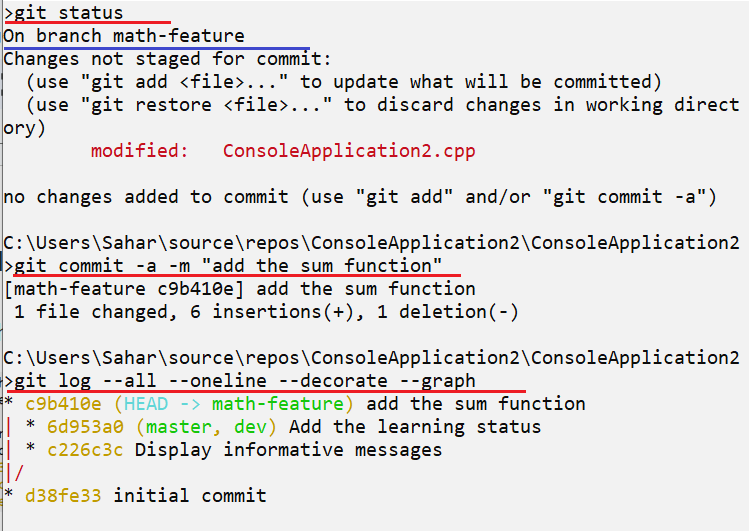 >git status
On branch math-feature
Changes not staged for commit:
  (use "git add <file>..." to update what will be committed)
  (use "git restore <file>..." to discard changes in working direct
ory)
        modified:   ConsoleApplication2.cpp
no changes added to commit (use "git add" and/or "git commit -a")
C:\Users\Sahar\source\repos\ConsoleApplication2\ConsoleApplication2
>git commit -a -m "add the sum function"
[math-feature c9b410e] add the sum function
 1 file changed, 6 insertions(+), 1 deletion(-)
C:\Users\Sahar\source\repos\ConsoleApplication2\ConsoleApplication2
>git log --all --oneline --decorate --graph
* c9b410e (HEAD -> math-feature) add the sum function
| * 6d953a0 (master, dev) Add the learning status
| * c226c3c Display informative messages
|/
* d38fe33 initial commit